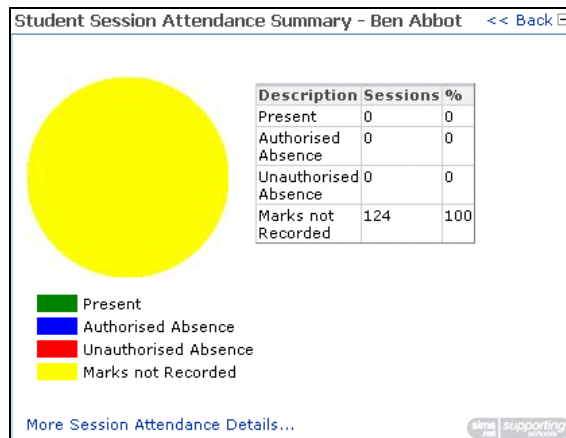 Student Session Attendance Summary - Ben Abbot << Back
Description Sessions %
Present 0 0
Authorised 0 0
Absence
Unauthorised 0 0
Absence
Marks not 124 100
Recorded
Present
Authorised Absence
Unauthorised Absence
Marks not Recorded
More Session Attendance Details...
sims .net supporting schools